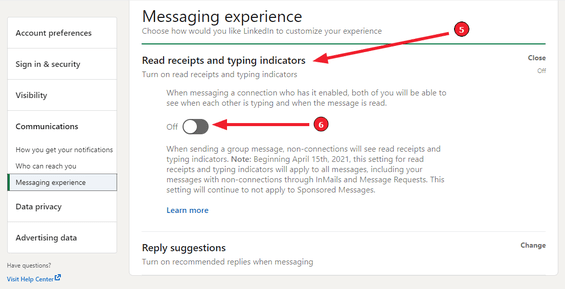 Account preferences
Sign in & security
Visibility
Communications
How you get your notifications
Who can reach you
Messaging experience
Data privacy
Advertising data
Have questions?
Visit Help Center
Messaging experience
Choose how would you like LinkedIn to customize your experience
5
Read receipts and typing indicators
Close
Turn on read receipts and typing indicators
Off
When messaging a connection who has it enabled, both of you will be able to
see when each other is typing and when the message is read.
Off
6
When sending a group message, non-connections will see read receipts and
typing indicators. Note: Beginning April 15th, 2021, this setting for read
receipts and typing indicators will apply to all messages, including your
messages with non-connections through InMails and Message Requests. This
setting will continue to not apply to Sponsored Messages.
Learn more
Reply suggestions
Change
Turn on recommended replies when messaging